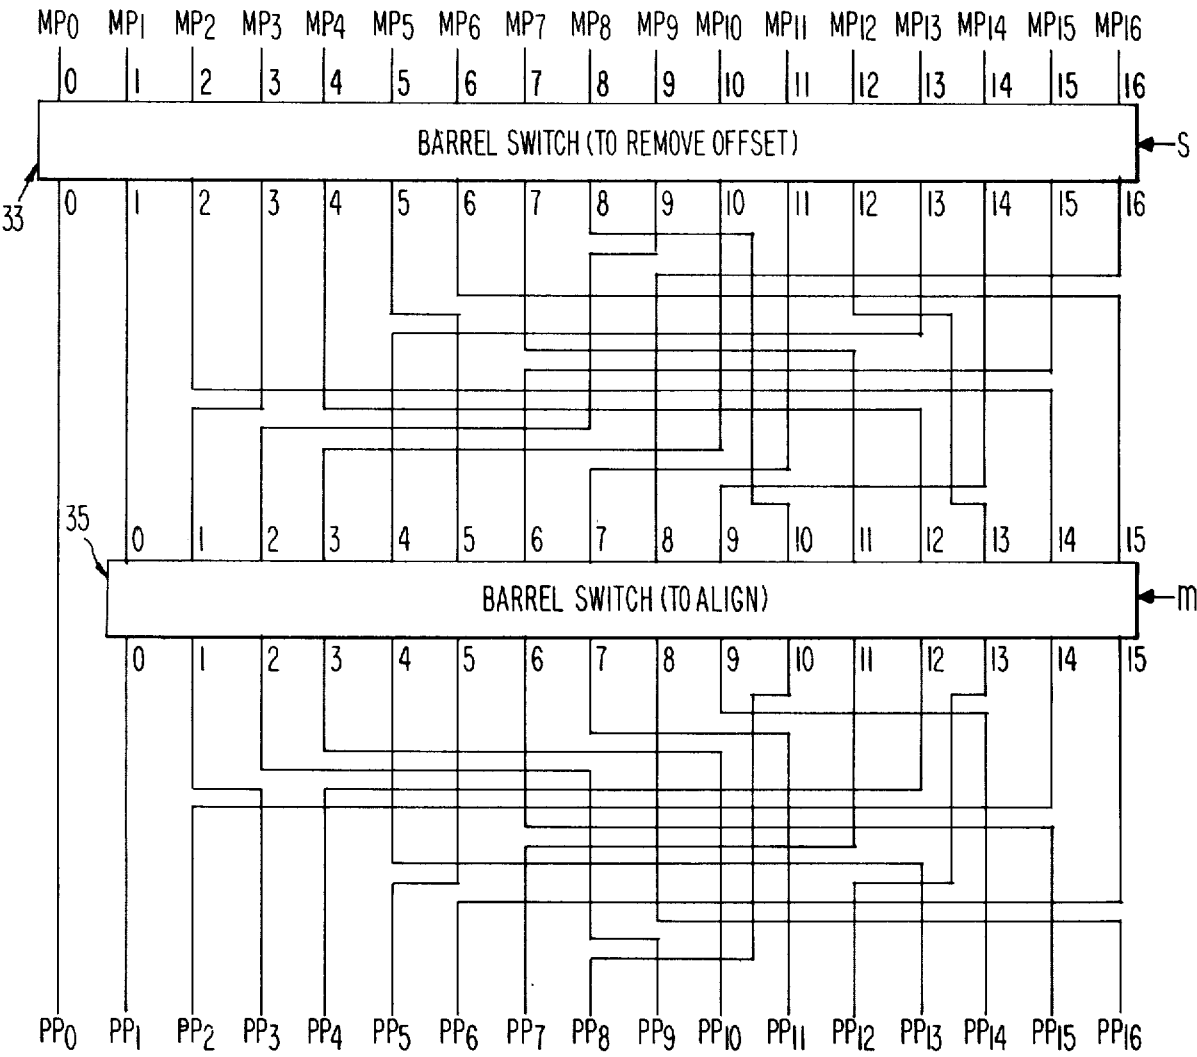 MP0 MP1 MP2 MP3 MP4 MP5 MP6 MP7 MP8 MP9 MP10 MP11 MP12 MP13 MP14 MP15 MP16
0 1 2 3 4 5 6 7 8 9 10 11 12 13 14 15 16
BARREL SWITCH (TO REMOVE OFFSET)
S
33
0 1 2 3 4 5 6 7 8 9 10 11 12 13 14 15 16
35
0 1 2 3 4 5 6 7 8 9 10 11 12 13 14 15
BARREL SWITCH (TO ALIGN)
m
0 1 2 3 4 5 6 7 8 9 10 11 12 13 14 15
PP0 PP1 PP2 PP3 PP4 PP5 PP6 PP7 PP8 PP9 PP10 PP11 PP12 PP13 PP14 PP15 PP16